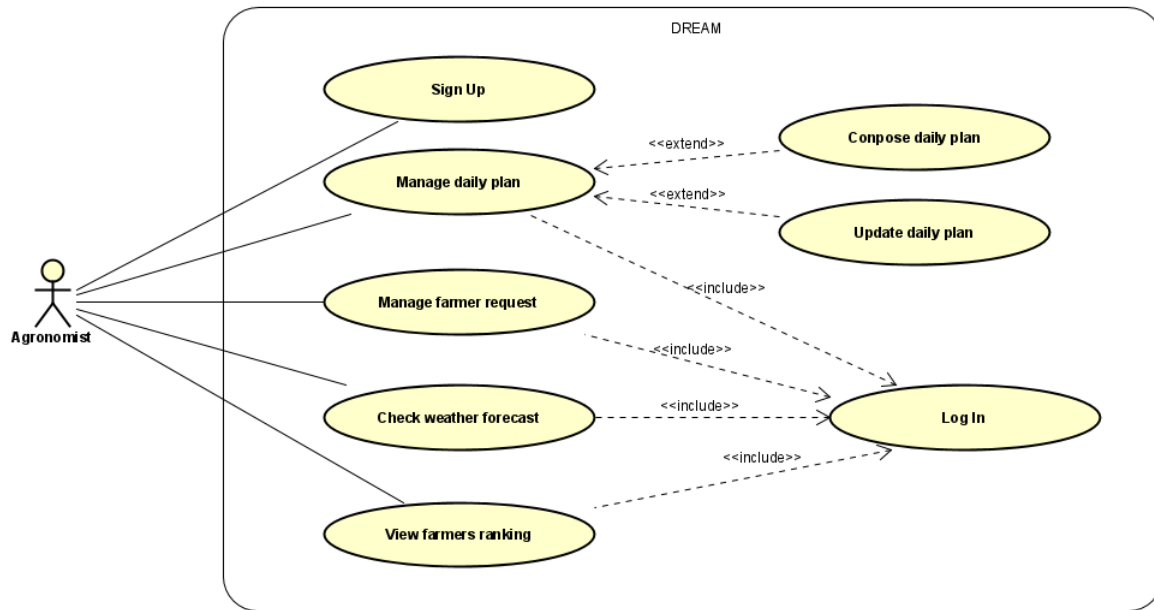 DREAM
Sign Up
Conpose daily plan
<<extend>>
Manage daily plan
<<extend>>
Update daily plan
<<include>>
Manage farmer request
Agronomist
<<include>>
Check weather forecast
<<include>>
Log In
<<include>>
View farmers ranking